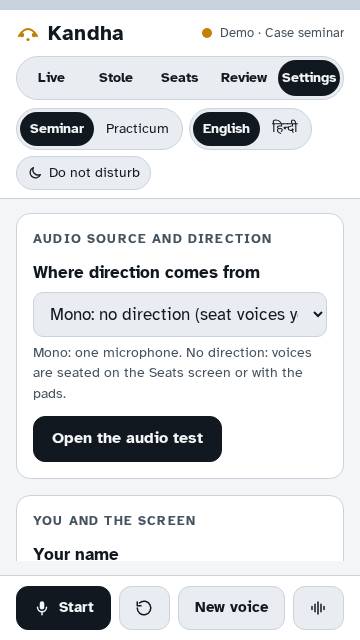 Kandha
Demo · Case seminar
Live Stole Seats Review Settings
Seminar Practicum English हिन्दी
Do not disturb
AUDIO SOURCE AND DIRECTION
Where direction comes from
Mono: no direction (seat voices y
Mono: one microphone. No direction: voices
are seated on the Seats screen or with the
pads.
Open the audio test
YOU AND THE SCREEN
Your name
Start New voice